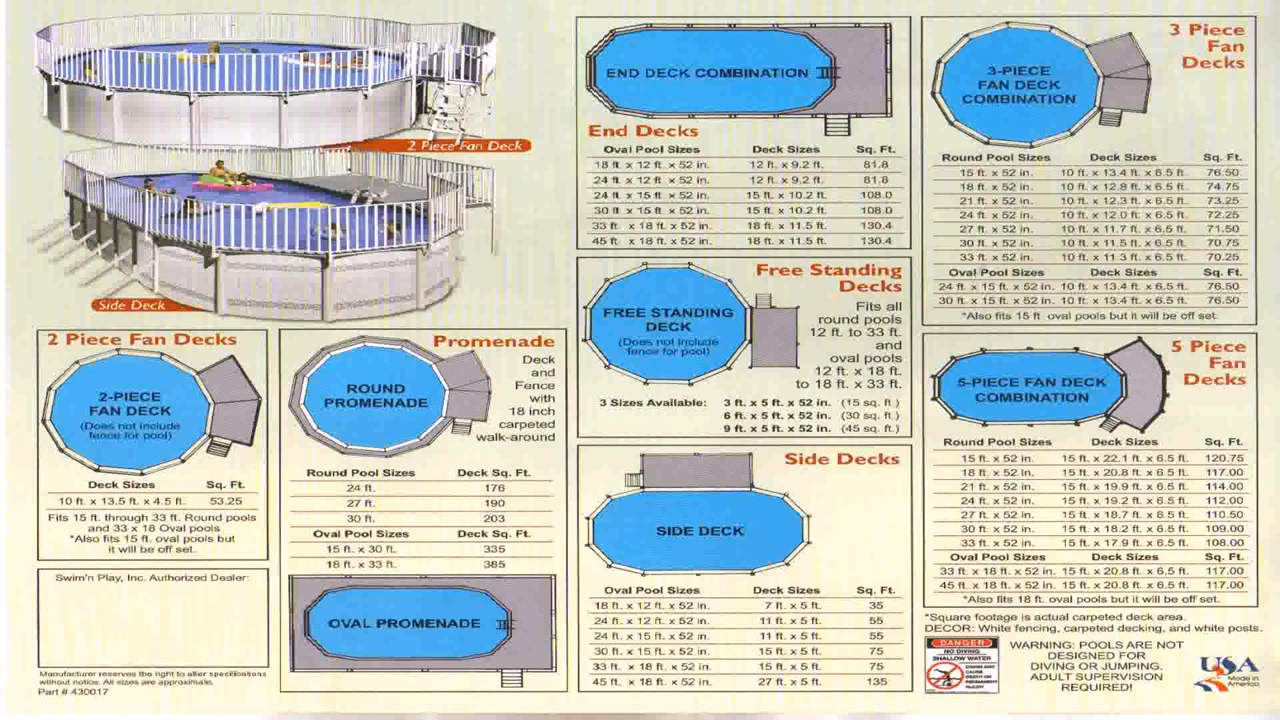 2 Piece Fan Deck
Side Deck
2 Piece Fan Decks
2-PIECE
FAN DECK
(Does not include
fence for pool)
Deck Sizes Sq. Ft.
10 ft. x 13.5 ft. x 4.5 ft. 53.25
Fits 15 ft. through 33 ft. Round pools
and 33 x 18 Oval pools
*Also fits 15 ft. oval pools but
it will be off set.
Swim'n Play, Inc. Authorized Dealer:
Manufacturer reserves the right to alter specifications
without notice. All sizes are approximate.
Part # 430017
Promenade
ROUND
PROMENADE
Deck
and
Fence
with
18 inch
carpeted
walk-around
Round Pool Sizes Deck Sq. Ft.
24 ft. 176
27 ft. 190
30 ft. 203
Oval Pool Sizes Deck Sq. Ft.
15 ft. x 30 ft. 335
18 ft. x 33 ft. 385
OVAL PROMENADE
END DECK COMBINATION
End Decks
Oval Pool Sizes Deck Sizes Sq. Ft.
18 ft. x 12 ft. x 52 in. 12 ft. x 9.2 ft. 81.8
24 ft. x 12 ft. x 52 in. 12 ft. x 9.2 ft. 81.8
24 ft. x 15 ft. x 52 in. 15 ft. x 10.2 ft. 108.0
30 ft. x 15 ft. x 52 in. 15 ft. x 10.2 ft. 108.0
33 ft. x 18 ft. x 52 in. 18 ft. x 11.5 ft. 130.4
45 ft. x 18 ft. x 52 in. 18 ft. x 11.5 ft. 130.4
Free Standing
Decks
FREE STANDING
DECK
(Does not include
fence for pool)
Fits all
round pools
12 ft. to 33 ft.
and
oval pools
12 ft. x 18 ft.
to 18 ft. x 33 ft.
3 Sizes Available: 3 ft. x 5 ft. x 52 in. (15 sq. ft.)
6 ft. x 5 ft. x 52 in. (30 sq. ft.)
9 ft. x 5 ft. x 52 in. (45 sq. ft.)
Side Decks
SIDE DECK
Oval Pool Sizes Deck Sizes Sq. Ft.
18 ft. x 12 ft. x 52 in. 7 ft. x 5 ft. 35
24 ft. x 12 ft. x 52 in. 11 ft. x 5 ft. 55
24 ft. x 15 ft. x 52 in. 11 ft. x 5 ft. 55
30 ft. x 15 ft. x 52 in. 15 ft. x 5 ft. 75
33 ft. x 18 ft. x 52 in. 15 ft. x 5 ft. 75
45 ft. x 18 ft. x 52 in. 27 ft. x 5 ft. 135
3 Piece
Fan
Decks
3-PIECE
FAN DECK
COMBINATION
Round Pool Sizes Deck Sizes Sq. Ft.
15 ft. x 52 in. 10 ft. x 13.4 ft. x 6.5 ft. 76.50
18 ft. x 52 in. 10 ft. x 12.8 ft. x 6.5 ft. 74.75
21 ft. x 52 in. 10 ft. x 12.3 ft. x 6.5 ft. 73.25
24 ft. x 52 in. 10 ft. x 12.0 ft. x 6.5 ft. 72.25
27 ft. x 52 in. 10 ft. x 11.7 ft. x 6.5 ft. 71.50
30 ft. x 52 in. 10 ft. x 11.5 ft. x 6.5 ft. 70.75
33 ft. x 52 in. 10 ft. x 11.3 ft. x 6.5 ft. 70.25
Oval Pool Sizes Deck Sizes Sq. Ft.
24 ft. x 15 ft. x 52 in. 10 ft. x 13.4 ft. x 6.5 ft. 76.50
30 ft. x 15 ft. x 52 in. 10 ft. x 13.4 ft. x 6.5 ft. 76.50
*Also fits 15 ft oval pools but it will be off set.
5 Piece
Fan
Decks
5-PIECE FAN DECK
COMBINATION
Round Pool Sizes Deck Sizes Sq. Ft.
15 ft. x 52 in. 15 ft. x 22.1 ft. x 6.5 ft. 120.75
18 ft. x 52 in. 15 ft. x 20.8 ft. x 6.5 ft. 117.00
21 ft. x 52 in. 15 ft. x 19.9 ft. x 6.5 ft. 114.00
24 ft. x 52 in. 15 ft. x 19.2 ft. x 6.5 ft. 112.00
27 ft. x 52 in. 15 ft. x 18.7 ft. x 6.5 ft. 110.50
30 ft. x 52 in. 15 ft. x 18.2 ft. x 6.5 ft. 109.00
33 ft. x 52 in. 15 ft. x 17.9 ft. x 6.5 ft. 108.00
Oval Pool Sizes Deck Sizes Sq. Ft.
33 ft. x 18 ft. x 52 in. 15 ft. x 20.8 ft. x 6.5 ft. 117.00
45 ft. x 18 ft. x 52 in. 15 ft. x 20.8 ft. x 6.5 ft. 117.00
*Also fits 18 ft. oval pools but it will be off set.
*Square footage is actual carpeted deck area.
DECOR: White fencing, carpeted decking, and white posts.
DANGER
NO DIVING
SHALLOW WATER
DIVING MAY
CAUSE
DEATH OR
PERMANENT
INJURY
WARNING: POOLS ARE NOT
DESIGNED FOR
DIVING OR JUMPING.
ADULT SUPERVISION
REQUIRED!
USA
Made in
America